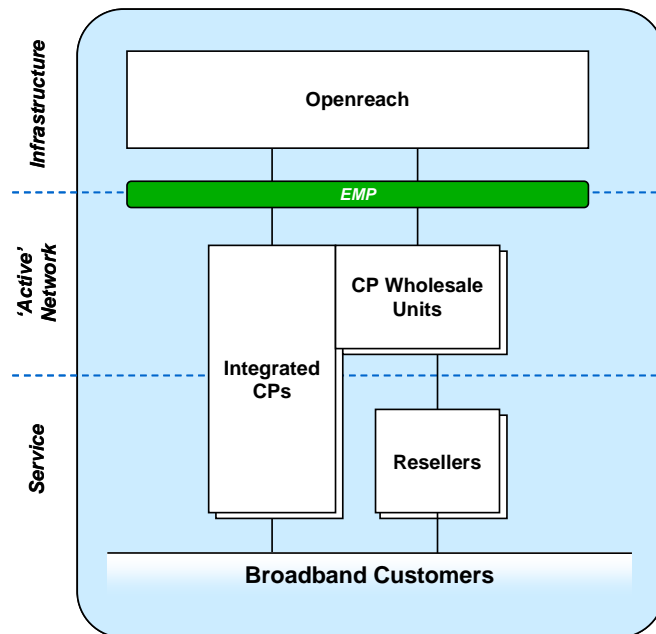 Infrastructure
Openreach
EMP
‘Active’
Network
CP Wholesale
Units
Integrated
CPs
Service
Resellers
Broadband Customers